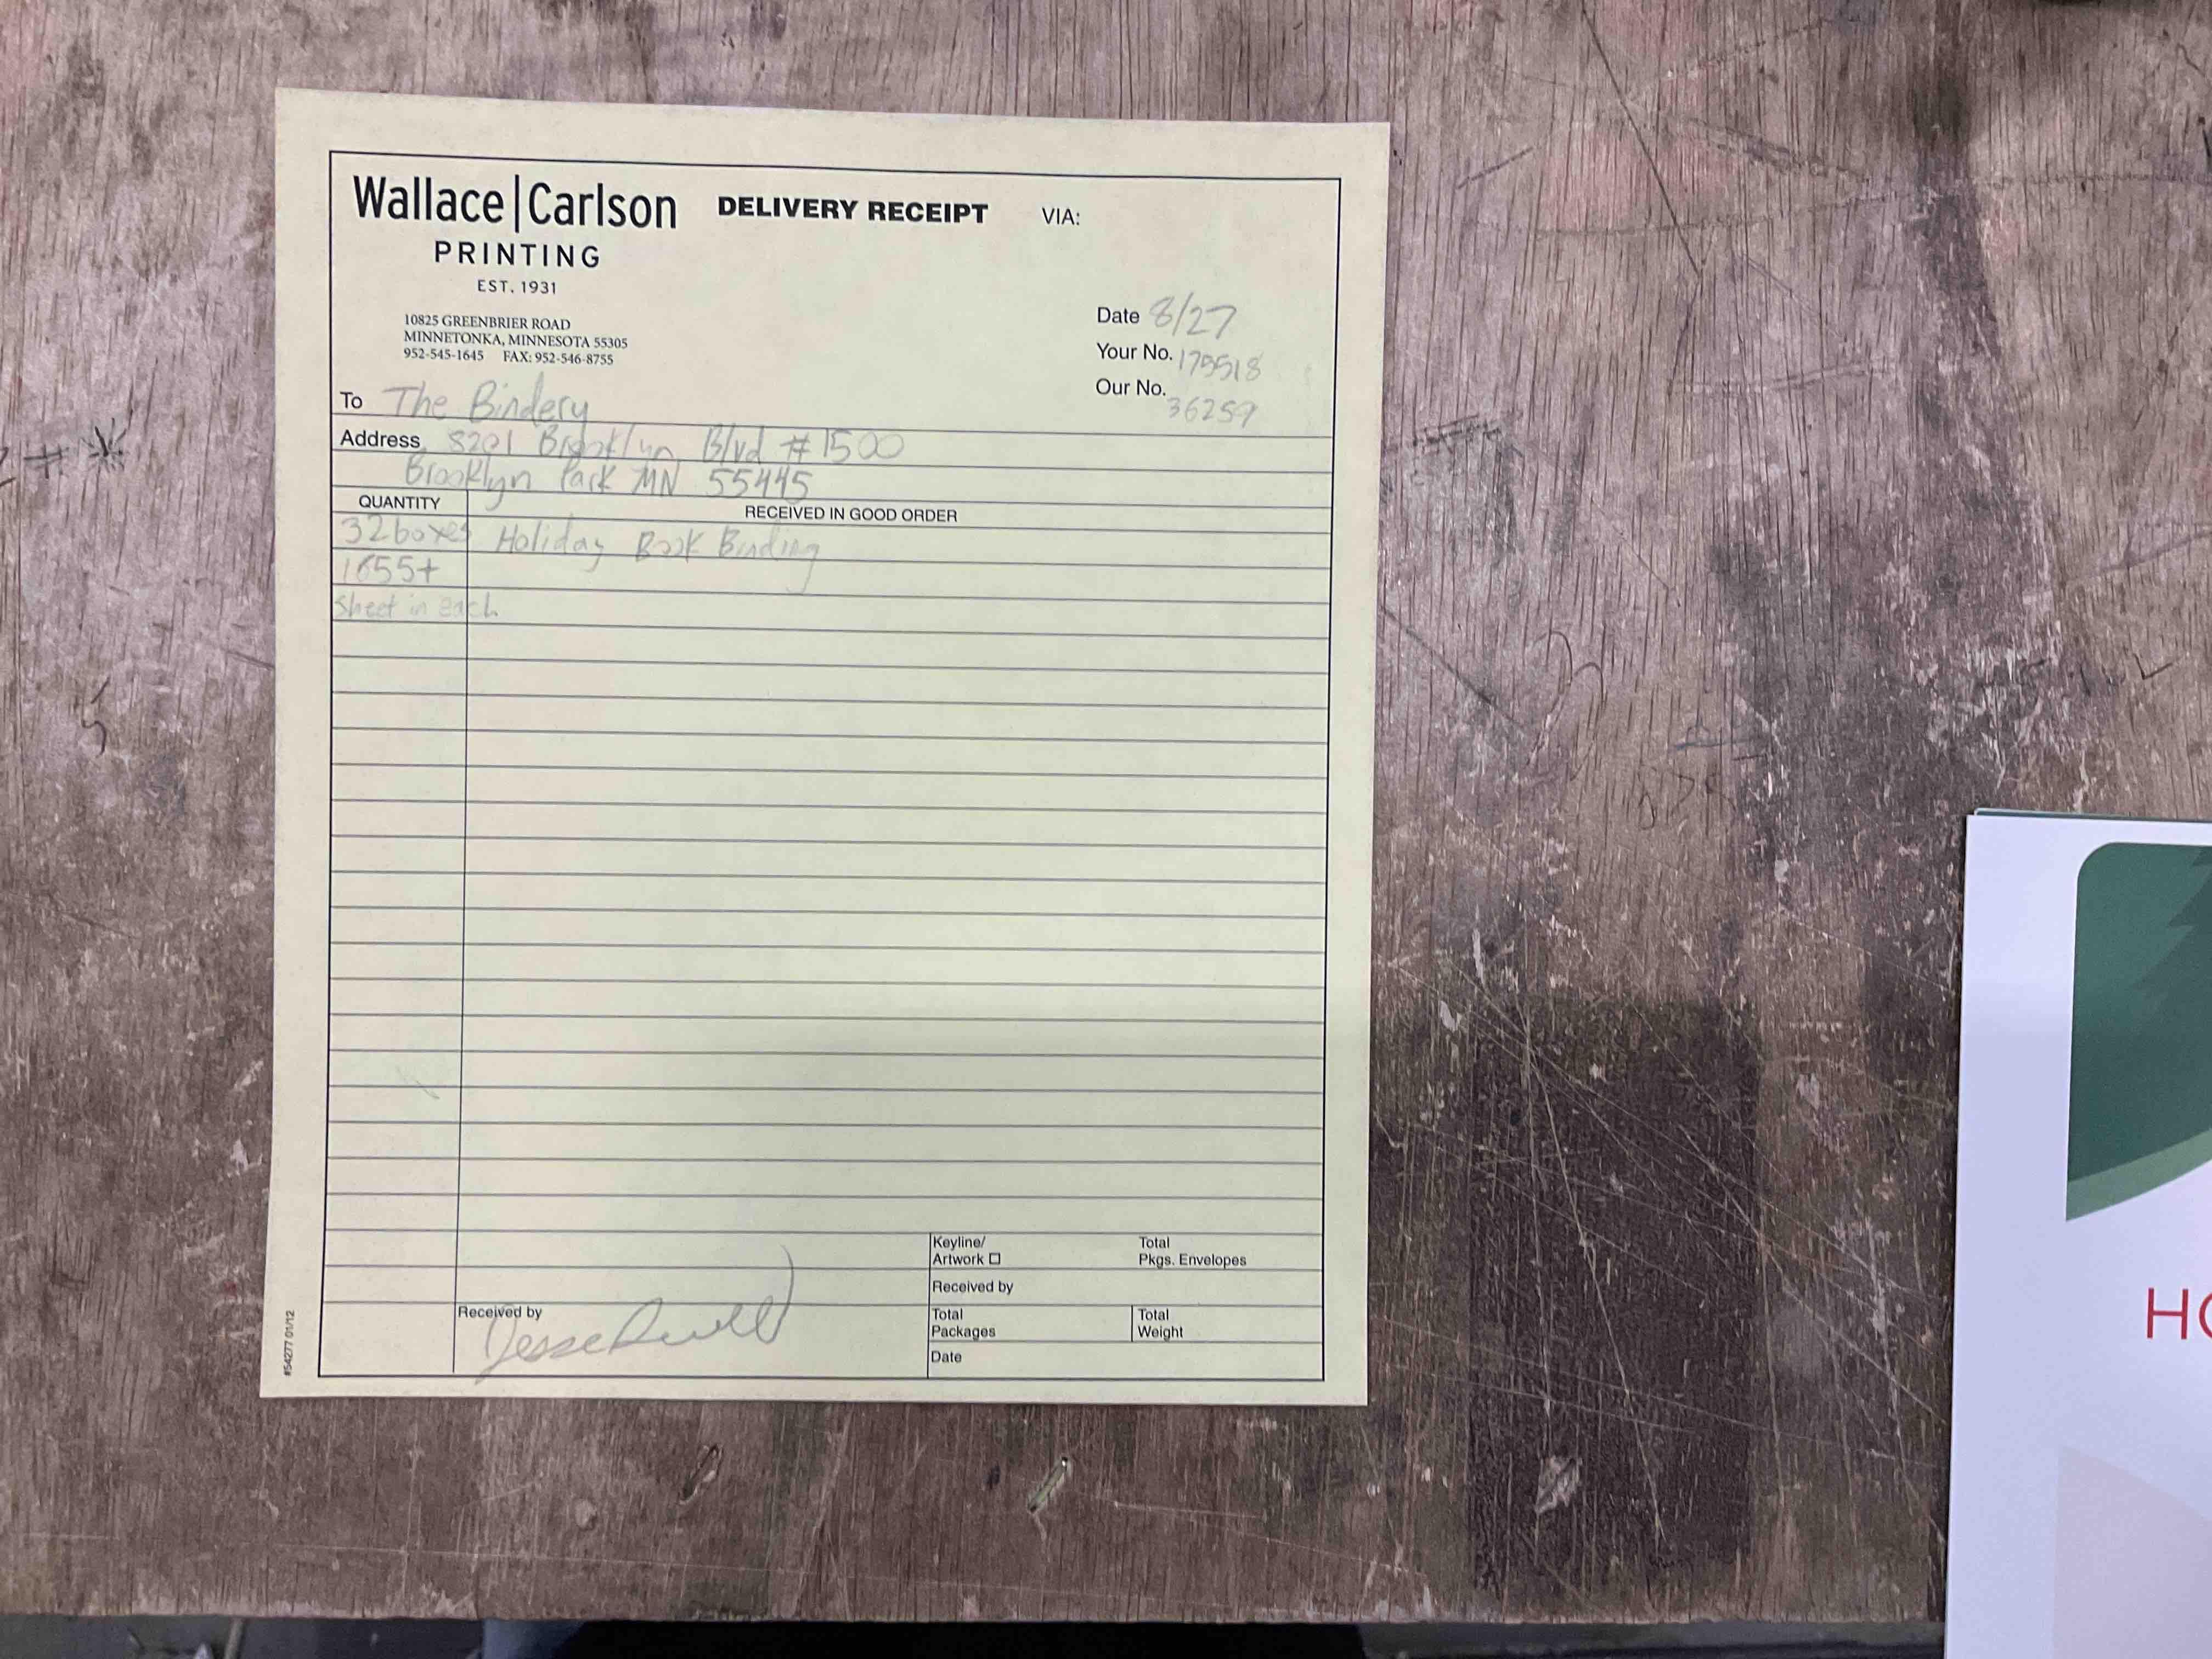 Wallace|Carlson DELIVERY RECEIPT VIA:
PRINTING
EST. 1931
10825 GREENBRIER ROAD
MINNETONKA, MINNESOTA 55305
952-545-1645 FAX: 952-546-8755
Date 8/27
Your No. 175518
Our No. 36259
To The Bindery
Address 8201 Brooklyn Blvd #1500
Brooklyn Park MN 55445
QUANTITY RECEIVED IN GOOD ORDER
32 boxes Holiday Book Binding
1655+
sheet in each
Keyline/
Artwork ☐
Total
Pkgs. Envelopes
Received by
Received by Jesse
Total
Packages
Total
Weight
Date
#54277 01/12
HO